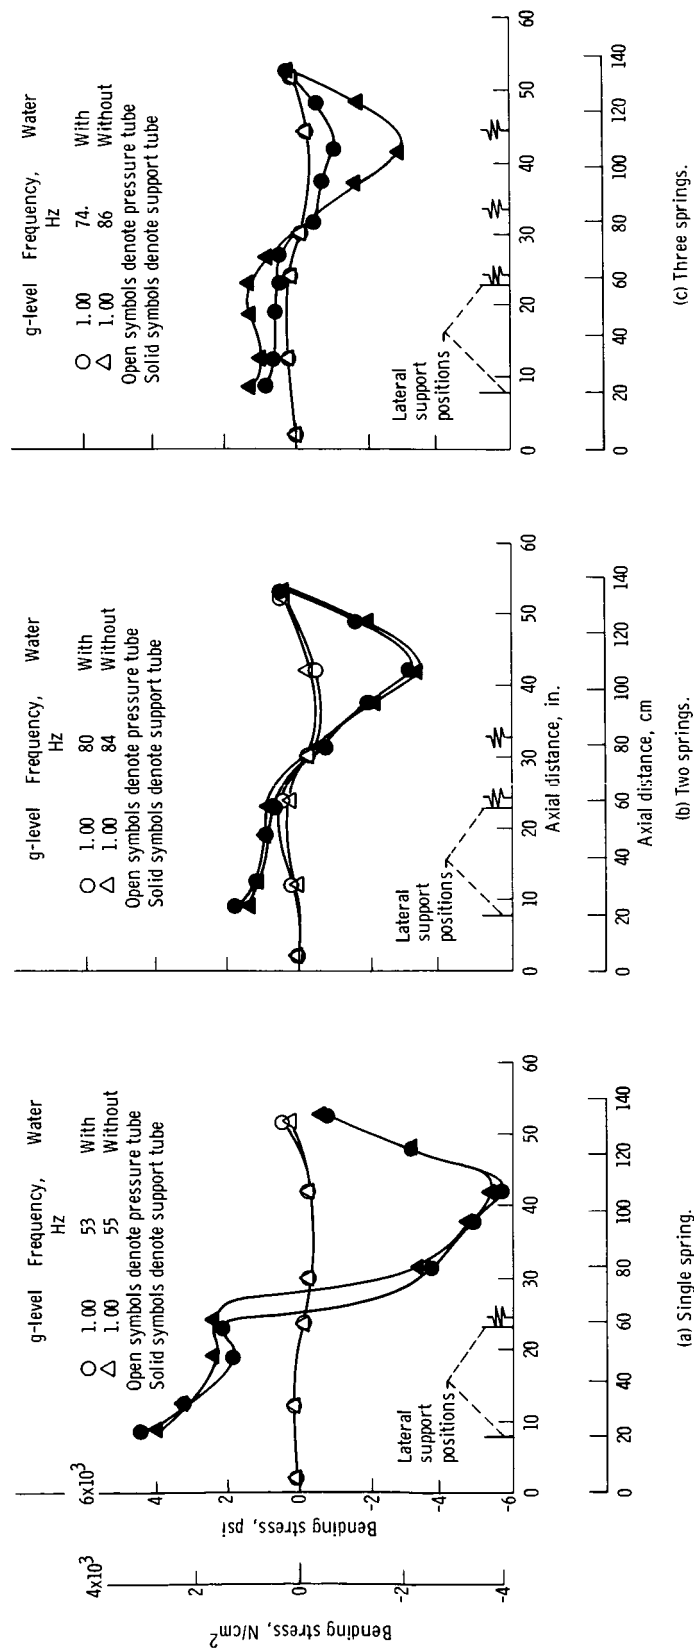 4x10³
2
0
-2
-4
Bending stress, N/cm²
6x10³
4
2
0
-2
-4
-6
Bending stress, psi
g-level Frequency, Water
Hz
1.00 53 With
1.00 55 Without
Open symbols denote pressure tube
Solid symbols denote support tube
Lateral
support
positions
0 10 20 30 40 50 60
0 20 40 60 80 100 120 140
(a) Single spring.
g-level Frequency, Water
Hz
1.00 80 With
1.00 84 Without
Open symbols denote pressure tube
Solid symbols denote support tube
Lateral
support
positions
0 10 20 30 40 50 60
Axial distance, in.
0 20 40 60 80 100 120 140
Axial distance, cm
(b) Two springs.
g-level Frequency, Water
Hz
1.00 74. With
1.00 86 Without
Open symbols denote pressure tube
Solid symbols denote support tube
Lateral
support
positions
0 10 20 30 40 50 60
0 20 40 60 80 100 120 140
(c) Three springs.